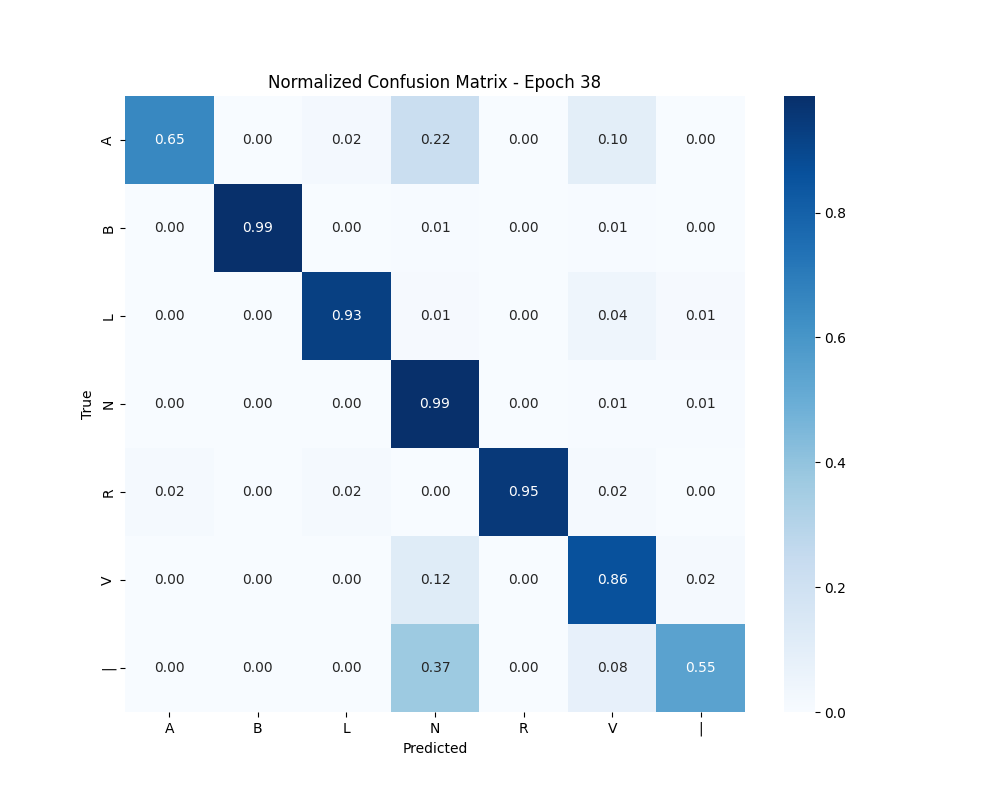 Normalized Confusion Matrix - Epoch 38
A 0.65 0.00 0.02 0.22 0.00 0.10 0.00
B 0.00 0.99 0.00 0.01 0.00 0.01 0.00
L 0.00 0.00 0.93 0.01 0.00 0.04 0.01
N 0.00 0.00 0.00 0.99 0.00 0.01 0.01
R 0.02 0.00 0.02 0.00 0.95 0.02 0.00
V 0.00 0.00 0.00 0.12 0.00 0.86 0.02
| 0.00 0.00 0.00 0.37 0.00 0.08 0.55
A B L N R V |
True
Predicted
0.8
0.6
0.4
0.2
0.0